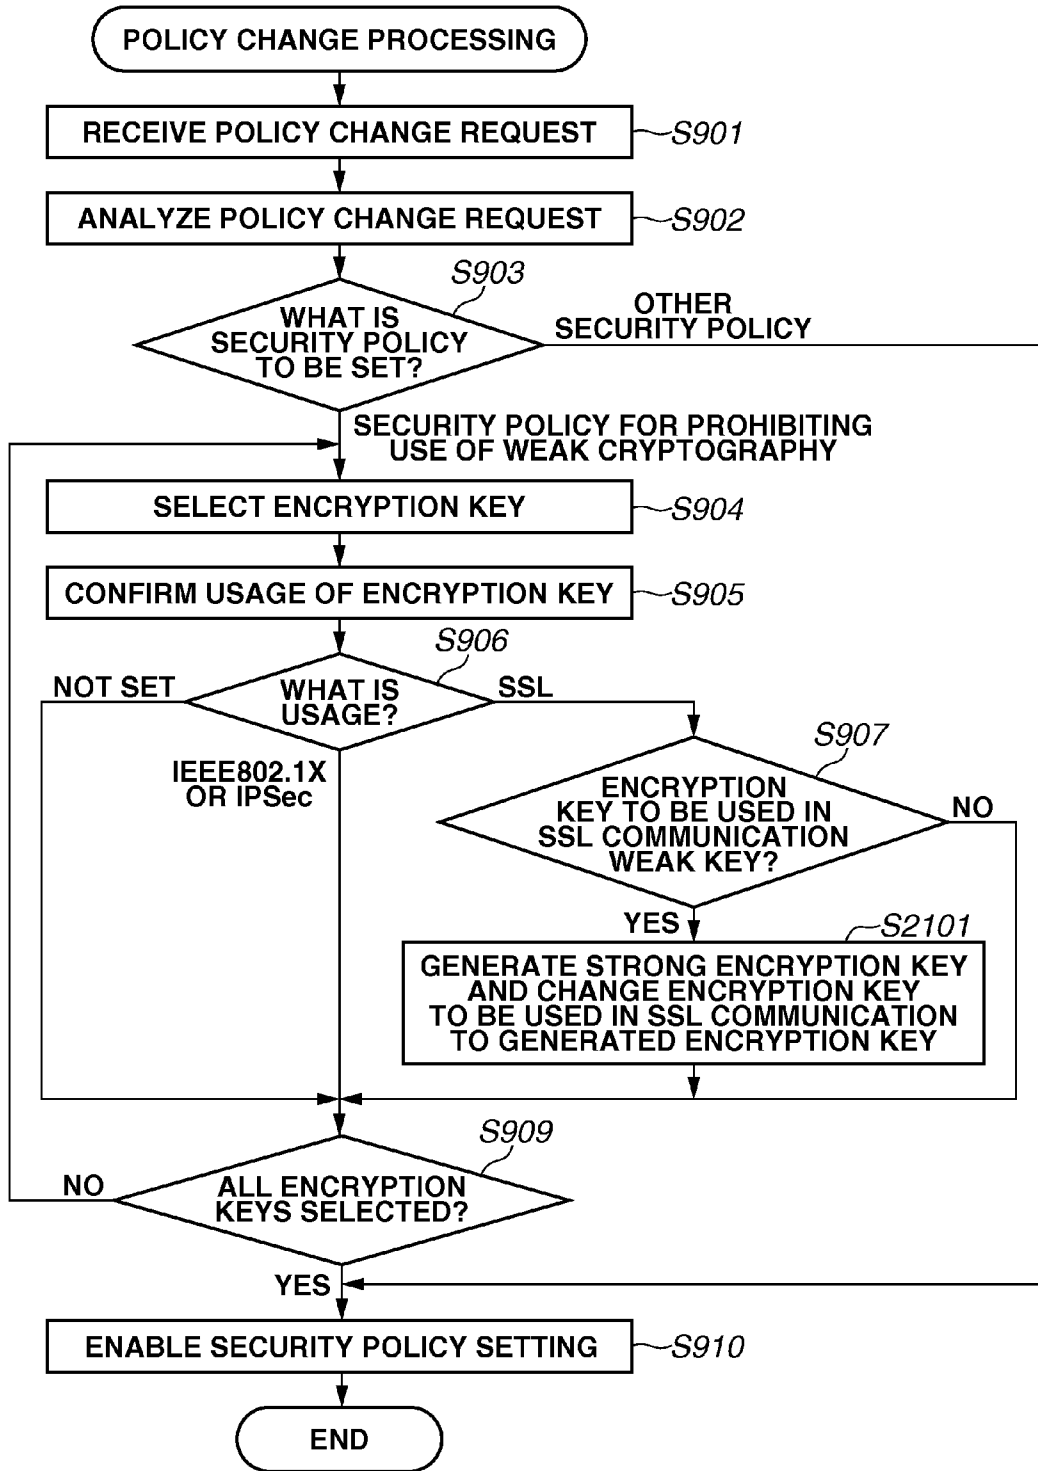 POLICY CHANGE PROCESSING
RECEIVE POLICY CHANGE REQUEST
S901
ANALYZE POLICY CHANGE REQUEST
S902
S903
WHAT IS
SECURITY POLICY
TO BE SET?
OTHER
SECURITY POLICY
SECURITY POLICY FOR PROHIBITING
USE OF WEAK CRYPTOGRAPHY
SELECT ENCRYPTION KEY
S904
CONFIRM USAGE OF ENCRYPTION KEY
S905
S906
NOT SET
WHAT IS
USAGE?
SSL
IEEE802.1X
OR IPSec
S907
ENCRYPTION
KEY TO BE USED IN
SSL COMMUNICATION
WEAK KEY?
NO
YES
S2101
GENERATE STRONG ENCRYPTION KEY
AND CHANGE ENCRYPTION KEY
TO BE USED IN SSL COMMUNICATION
TO GENERATED ENCRYPTION KEY
S909
NO
ALL ENCRYPTION
KEYS SELECTED?
YES
ENABLE SECURITY POLICY SETTING
S910
END